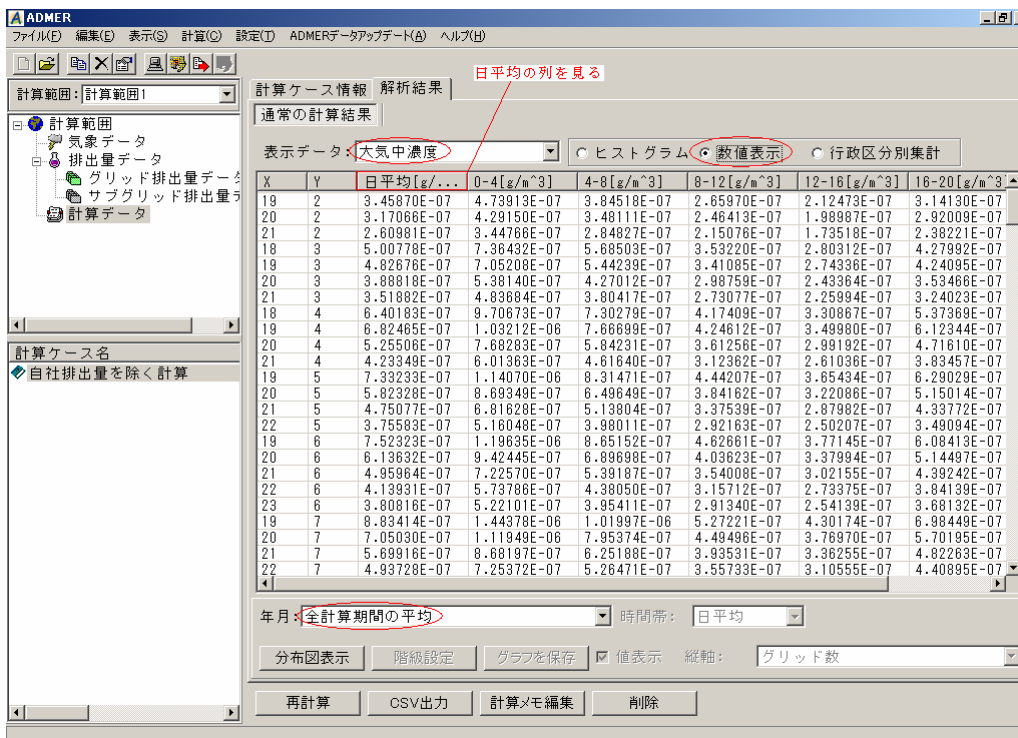 ADMER
ファイル(F) 編集(E) 表示(S) 計算(C) 設定(T) ADMERデータアップデート(A) ヘルプ(H)
日平均の列を見る
計算範囲: 計算範囲1
計算ケース情報 解析結果
通常の計算結果
計算範囲
気象データ
排出量データ
グリッド排出量データ
サブグリッド排出量デ
計算データ
表示データ: 大気中濃度 ヒストグラム 数値表示 行政区分別集計
X Y 日平均[g/... 0-4[g/m^3] 4-8[g/m^3] 8-12[g/m^3] 12-16[g/m^3] 16-20[g/m^3
19 2 3.45870E-07 4.73913E-07 3.84518E-07 2.65970E-07 2.12473E-07 3.14130E-07
20 2 3.17066E-07 4.29150E-07 3.48111E-07 2.46413E-07 1.98987E-07 2.92009E-07
21 2 2.60981E-07 3.44766E-07 2.84827E-07 2.15076E-07 1.73518E-07 2.38221E-07
18 3 5.00778E-07 7.36432E-07 5.68503E-07 3.53220E-07 2.80312E-07 4.27992E-07
19 3 4.82676E-07 7.05208E-07 5.44239E-07 3.41085E-07 2.74336E-07 4.24095E-07
20 3 3.88818E-07 5.38140E-07 4.27012E-07 2.98759E-07 2.43364E-07 3.53466E-07
21 3 3.51882E-07 4.83684E-07 3.80417E-07 2.73077E-07 2.25994E-07 3.24023E-07
18 4 6.40183E-07 9.70673E-07 7.30279E-07 4.17409E-07 3.30867E-07 5.37369E-07
19 4 6.82465E-07 1.03212E-06 7.66699E-07 4.24612E-07 3.49980E-07 6.12344E-07
20 4 5.25506E-07 7.68283E-07 5.84231E-07 3.61256E-07 2.99192E-07 4.71610E-07
21 4 4.23349E-07 6.01363E-07 4.61640E-07 3.12362E-07 2.61036E-07 3.83457E-07
19 5 7.33233E-07 1.14070E-06 8.31471E-07 4.44207E-07 3.65434E-07 6.29029E-07
20 5 5.82328E-07 8.69349E-07 6.49649E-07 3.84162E-07 3.22086E-07 5.15014E-07
21 5 4.75077E-07 6.81628E-07 5.13804E-07 3.37539E-07 2.87982E-07 4.33772E-07
22 5 3.75583E-07 5.16048E-07 3.98011E-07 2.92163E-07 2.50207E-07 3.49094E-07
19 6 7.52323E-07 1.19635E-06 8.65152E-07 4.62661E-07 3.77145E-07 6.08413E-07
20 6 6.13632E-07 9.42445E-07 6.89698E-07 4.03623E-07 3.37994E-07 5.14497E-07
21 6 4.95964E-07 7.22570E-07 5.39187E-07 3.54008E-07 3.02155E-07 4.39242E-07
22 6 4.13931E-07 5.73786E-07 4.38050E-07 3.15712E-07 2.73375E-07 3.84139E-07
23 6 3.80816E-07 5.22101E-07 3.95411E-07 2.91340E-07 2.54139E-07 3.68132E-07
19 7 8.83414E-07 1.44378E-06 1.01997E-06 5.27221E-07 4.30174E-07 6.98449E-07
20 7 7.05030E-07 1.11949E-06 7.95374E-07 4.49496E-07 3.76970E-07 5.70195E-07
21 7 5.69916E-07 8.68197E-07 6.25188E-07 3.93531E-07 3.36255E-07 4.82263E-07
22 7 4.93728E-07 7.25372E-07 5.26471E-07 3.55733E-07 3.10555E-07 4.40895E-07
計算ケース名
自社排出量を除く計算
年月: 全計算期間の平均 時間帯: 日平均
分布図表示 階級設定 グラフを保存 値表示 縦軸: グリッド数
再計算 CSV出力 計算メモ編集 削除